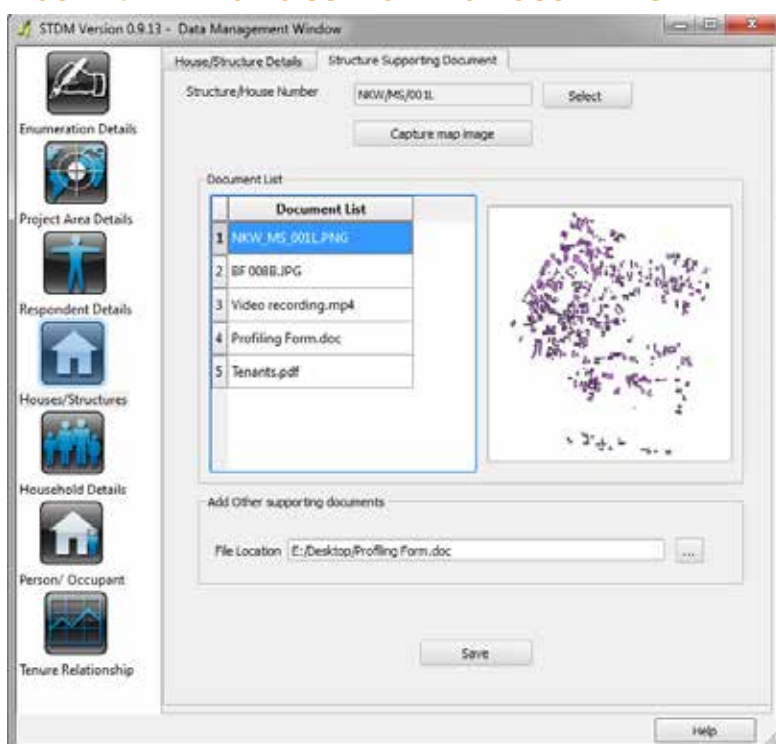 STDM Version 0.9.13 - Data Management Window
House/Structure Details
Structure Supporting Document
Structure/House Number
NKW/MS/001L
Select
Capture map image
Enumeration Details
Project Area Details
Respondent Details
Houses/Structures
Household Details
Person/ Occupant
Tenure Relationship
Document List
Document List
1 NKW_MS_001L.PNG
2 BF 008B.JPG
3 Video recording.mp4
4 Profiling Form.doc
5 Tenants.pdf
Add Other supporting documents
File Location E:/Desktop/Profling Form.doc ...
Save
Help